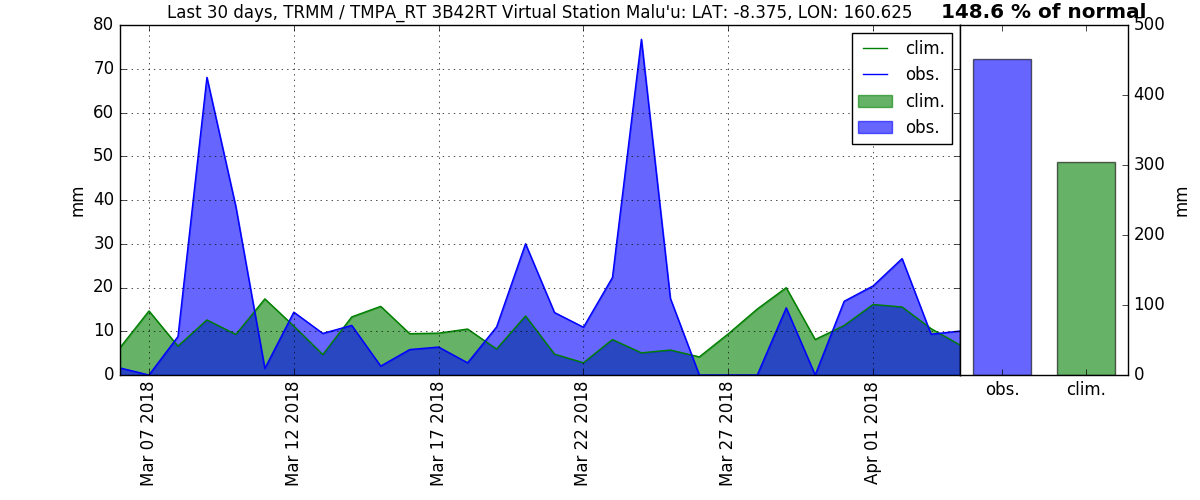 Last 30 days, TRMM / TMPA_RT 3B42RT Virtual Station Malu'u: LAT: -8.375, LON: 160.625
148.6 % of normal
80
70
60
50
40
30
20
10
0
mm
clim.
obs.
clim.
obs.
500
400
300
200
100
0
mm
Mar 07 2018
Mar 12 2018
Mar 17 2018
Mar 22 2018
Mar 27 2018
Apr 01 2018
obs.
clim.